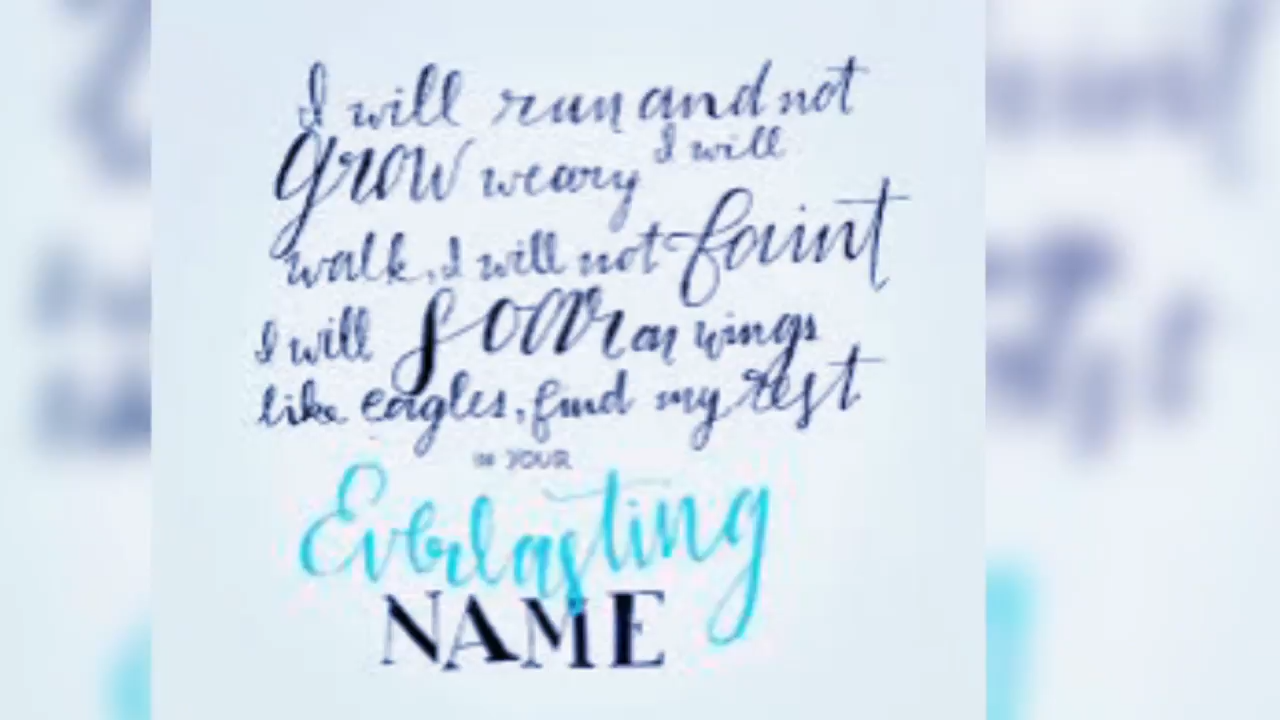 I will run and not
grow weary I will
walk, I will not faint
I will soar on wings
like eagles, find my rest
IN YOUR
Everlasting
NAME